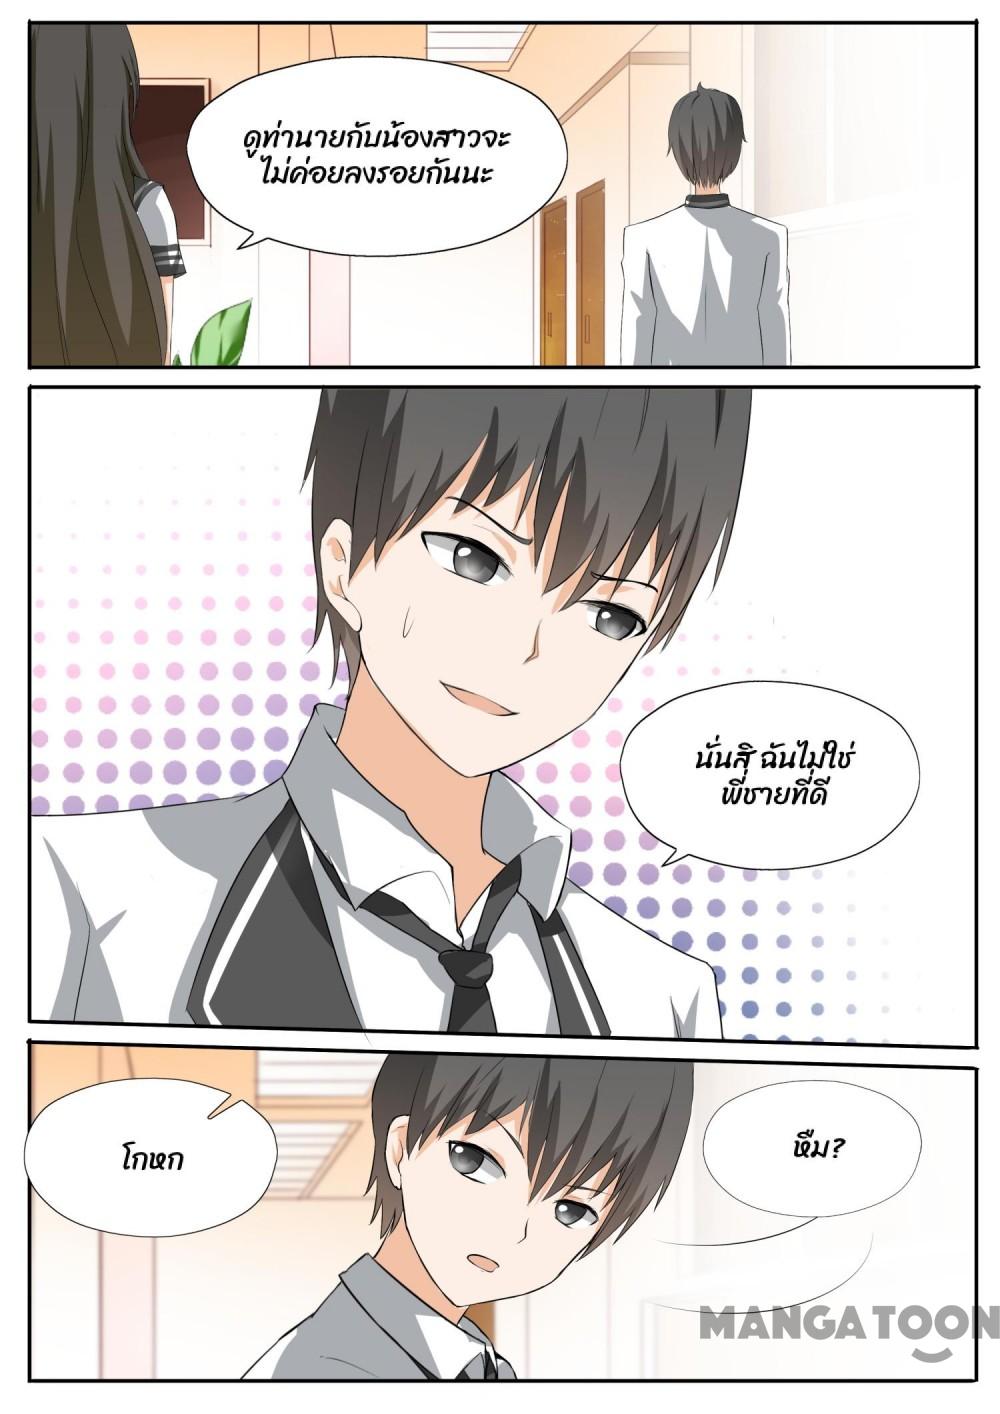 ดูท่านายกับน้องสาวจะ
ไม่ค่อยลงรอยกันนะ
นั่นสิ ฉันไม่ใช่
พี่ชายที่ดี
โกหก
หืม?
MANGATOON